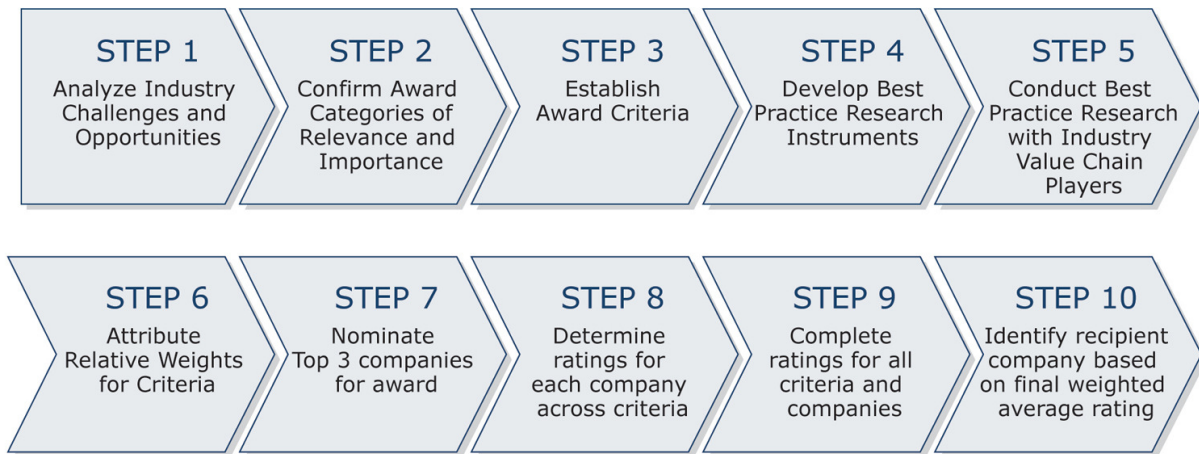 STEP 1
Analyze Industry
Challenges and
Opportunities
STEP 2
Confirm Award
Categories of
Relevance and
Importance
STEP 3
Establish
Award Criteria
STEP 4
Develop Best
Practice Research
Instruments
STEP 5
Conduct Best
Practice Research
with Industry
Value Chain
Players
STEP 6
Attribute
Relative Weights
for Criteria
STEP 7
Nominate
Top 3 companies
for award
STEP 8
Determine
ratings for
each company
across criteria
STEP 9
Complete
ratings for all
criteria and
companies
STEP 10
Identify recipient
company based
on final weighted
average rating